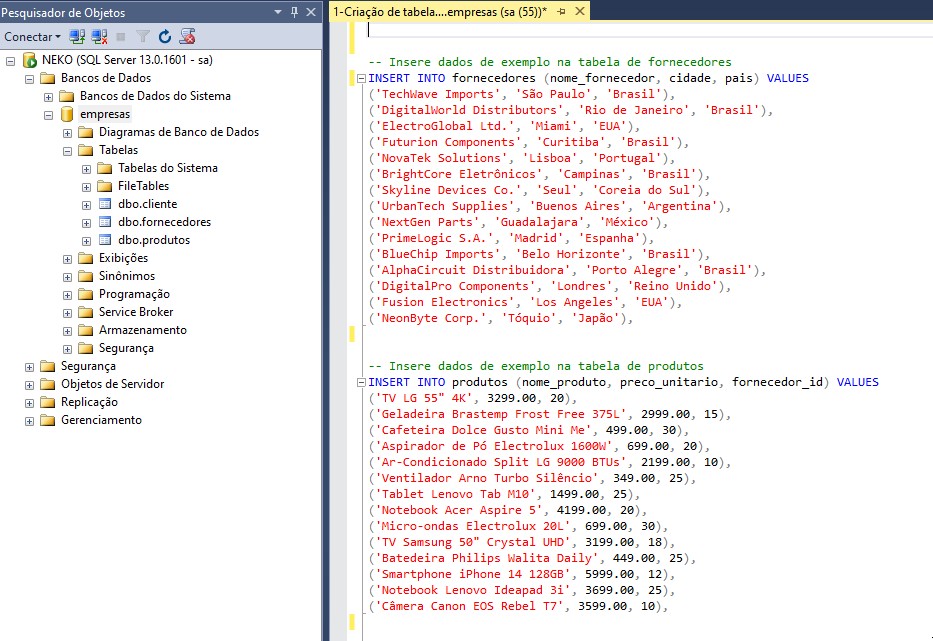 Pesquisador de Objetos
Conectar
NEKO (SQL Server 13.0.1601 - sa)
Bancos de Dados
Bancos de Dados do Sistema
empresas
Diagramas de Banco de Dados
Tabelas
Tabelas do Sistema
FileTables
dbo.cliente
dbo.fornecedores
dbo.produtos
Exibições
Sinônimos
Programação
Service Broker
Armazenamento
Segurança
Segurança
Objetos de Servidor
Replicação
Gerenciamento
1-Criação de tabela....empresas (sa (55))*
-- Insere dados de exemplo na tabela de fornecedores
INSERT INTO fornecedores (nome_fornecedor, cidade, pais) VALUES
('TechWave Imports', 'São Paulo', 'Brasil'),
('DigitalWorld Distributors', 'Rio de Janeiro', 'Brasil'),
('ElectroGlobal Ltd.', 'Miami', 'EUA'),
('Futurion Components', 'Curitiba', 'Brasil'),
('NovaTek Solutions', 'Lisboa', 'Portugal'),
('BrightCore Eletrônicos', 'Campinas', 'Brasil'),
('Skyline Devices Co.', 'Seul', 'Coreia do Sul'),
('UrbanTech Supplies', 'Buenos Aires', 'Argentina'),
('NextGen Parts', 'Guadalajara', 'México'),
('PrimeLogic S.A.', 'Madrid', 'Espanha'),
('BlueChip Imports', 'Belo Horizonte', 'Brasil'),
('AlphaCircuit Distribuidora', 'Porto Alegre', 'Brasil'),
('DigitalPro Components', 'Londres', 'Reino Unido'),
('Fusion Electronics', 'Los Angeles', 'EUA'),
('NeonByte Corp.', 'Tóquio', 'Japão'),
-- Insere dados de exemplo na tabela de produtos
INSERT INTO produtos (nome_produto, preco_unitario, fornecedor_id) VALUES
('TV LG 55" 4K', 3299.00, 20),
('Geladeira Brastemp Frost Free 375L', 2999.00, 15),
('Cafeteira Dolce Gusto Mini Me', 499.00, 30),
('Aspirador de Pó Electrolux 1600W', 699.00, 20),
('Ar-Condicionado Split LG 9000 BTUs', 2199.00, 10),
('Ventilador Arno Turbo Silêncio', 349.00, 25),
('Tablet Lenovo Tab M10', 1499.00, 25),
('Notebook Acer Aspire 5', 4199.00, 20),
('Micro-ondas Electrolux 20L', 699.00, 30),
('TV Samsung 50" Crystal UHD', 3199.00, 18),
('Batedeira Philips Walita Daily', 449.00, 25),
('Smartphone iPhone 14 128GB', 5999.00, 12),
('Notebook Lenovo Ideapad 3i', 3699.00, 25),
('Câmera Canon EOS Rebel T7', 3599.00, 10),